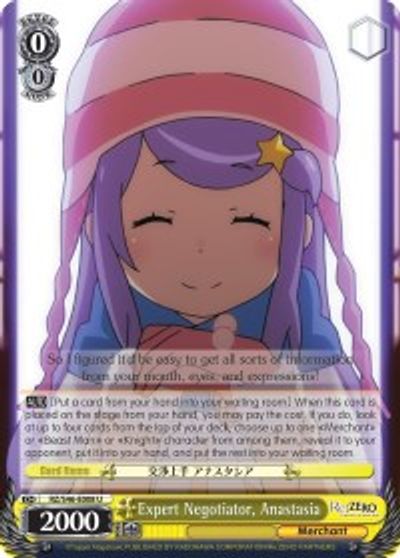 0
0
So I figured it'd be easy to get all sorts of information
from your mouth, eyes, and expressions!
AUTO [Put a card from your hand into your waiting room] When this card is
placed on the stage from your hand, you may pay the cost. If you do, look at
up to four cards from the top of your deck, choose up to one «Merchant»
or «Beast Man» or «Knight» character from among them, reveal it to
your opponent, put it into your hand, and put the rest into your waiting room.
Card Name
交渉上手 アナスタシア
2000
Expert Negotiator, Anastasia
Re:ZERO
Merchant